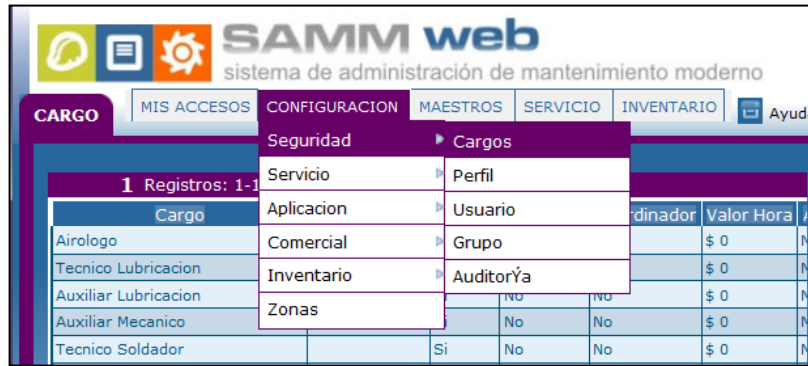 SAMM web
sistema de administración de mantenimiento moderno
CARGO MIS ACCESOS CONFIGURACION MAESTROS SERVICIO INVENTARIO Ayud
Seguridad Cargos
Servicio Perfil
1 Registros: 1-1
Cargo Aplicacion Usuario rdinador Valor Hora
Airologo Comercial Grupo $ 0
Tecnico Lubricacion Inventario AuditorÝa $ 0
Auxiliar Lubricacion No No $ 0
Zonas
Auxiliar Mecanico No No $ 0
Tecnico Soldador Si No No $ 0